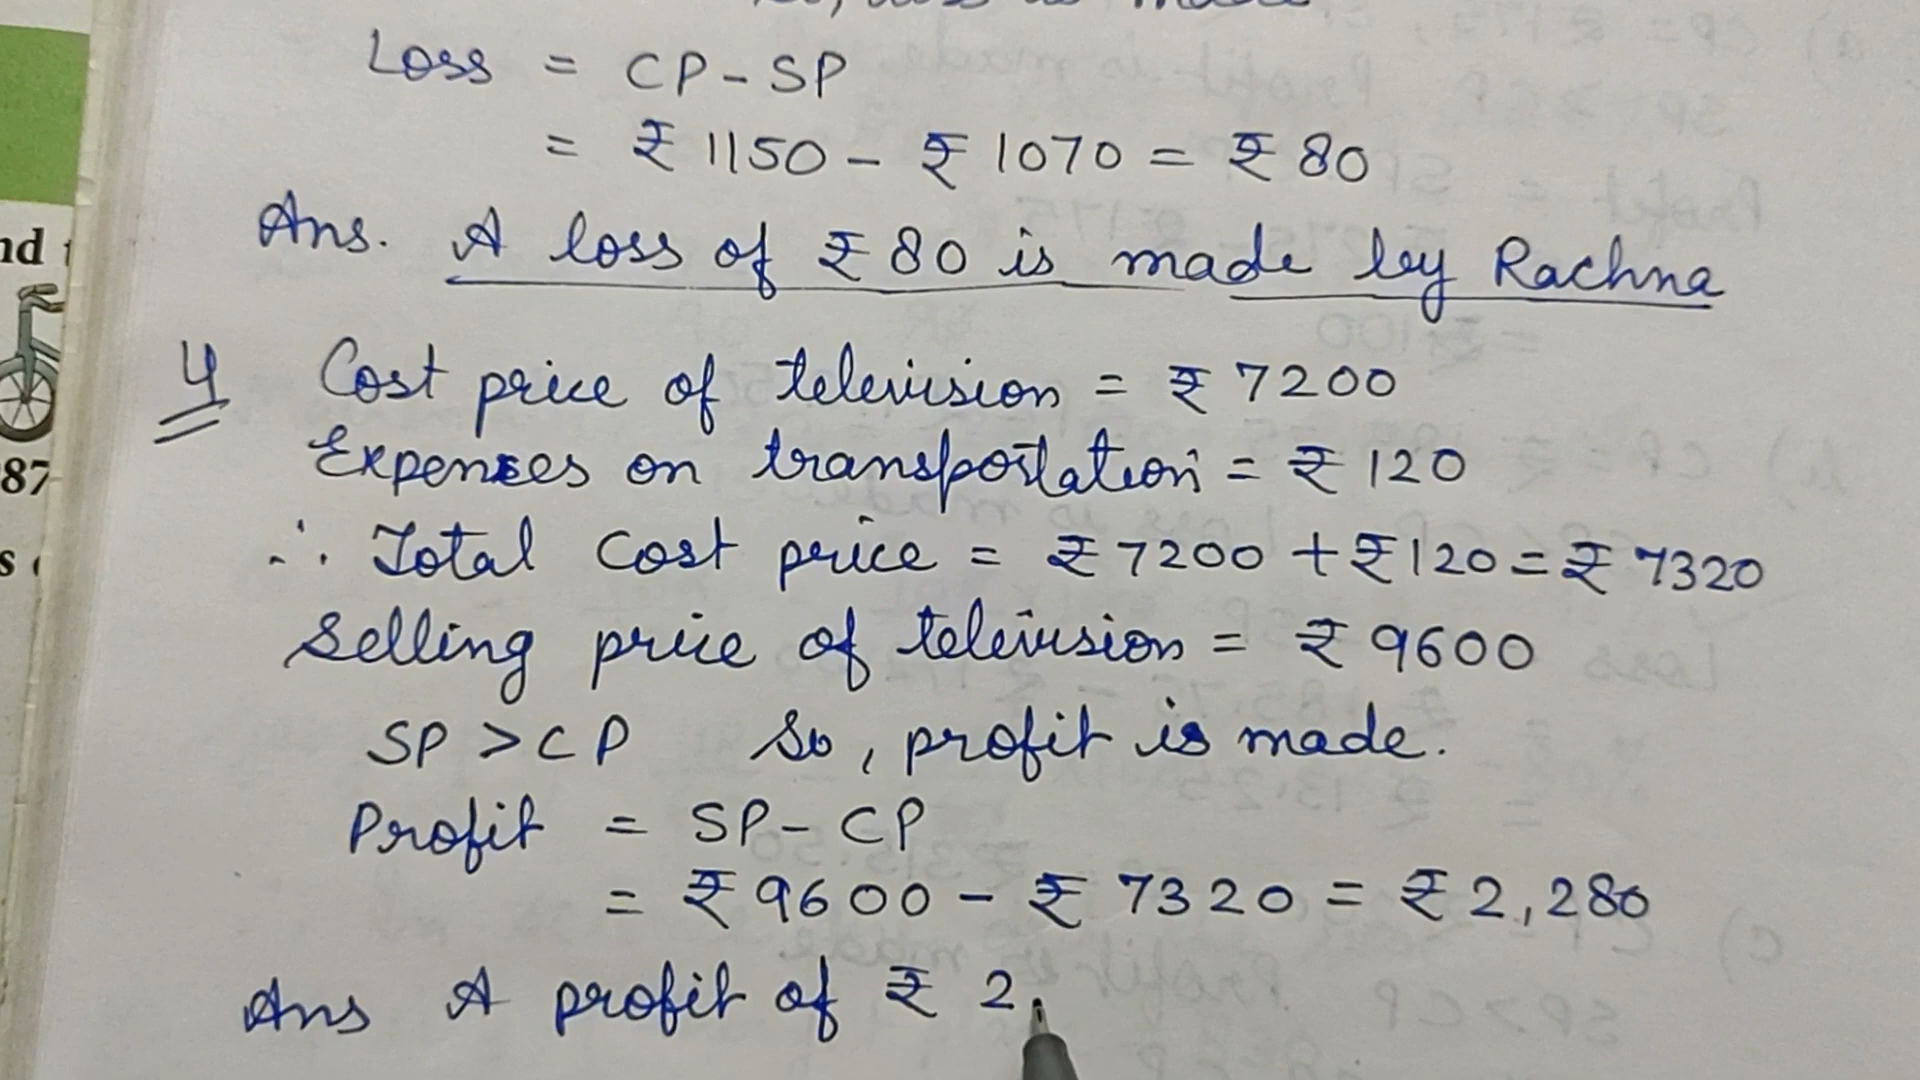 Loss = CP - SP
= ₹ 1150 - ₹ 1070 = ₹ 80
Ans. A loss of ₹ 80 is made by Rachna
4 Cost price of television = ₹ 7200
Expenses on transportation = ₹ 120
∴ Total cost price = ₹ 7200 + ₹ 120 = ₹ 7320
Selling price of television = ₹ 9600
SP > CP So, profit is made.
Profit = SP - CP
= ₹ 9600 - ₹ 7320 = ₹ 2,280
Ans A profit of ₹ 2,
87